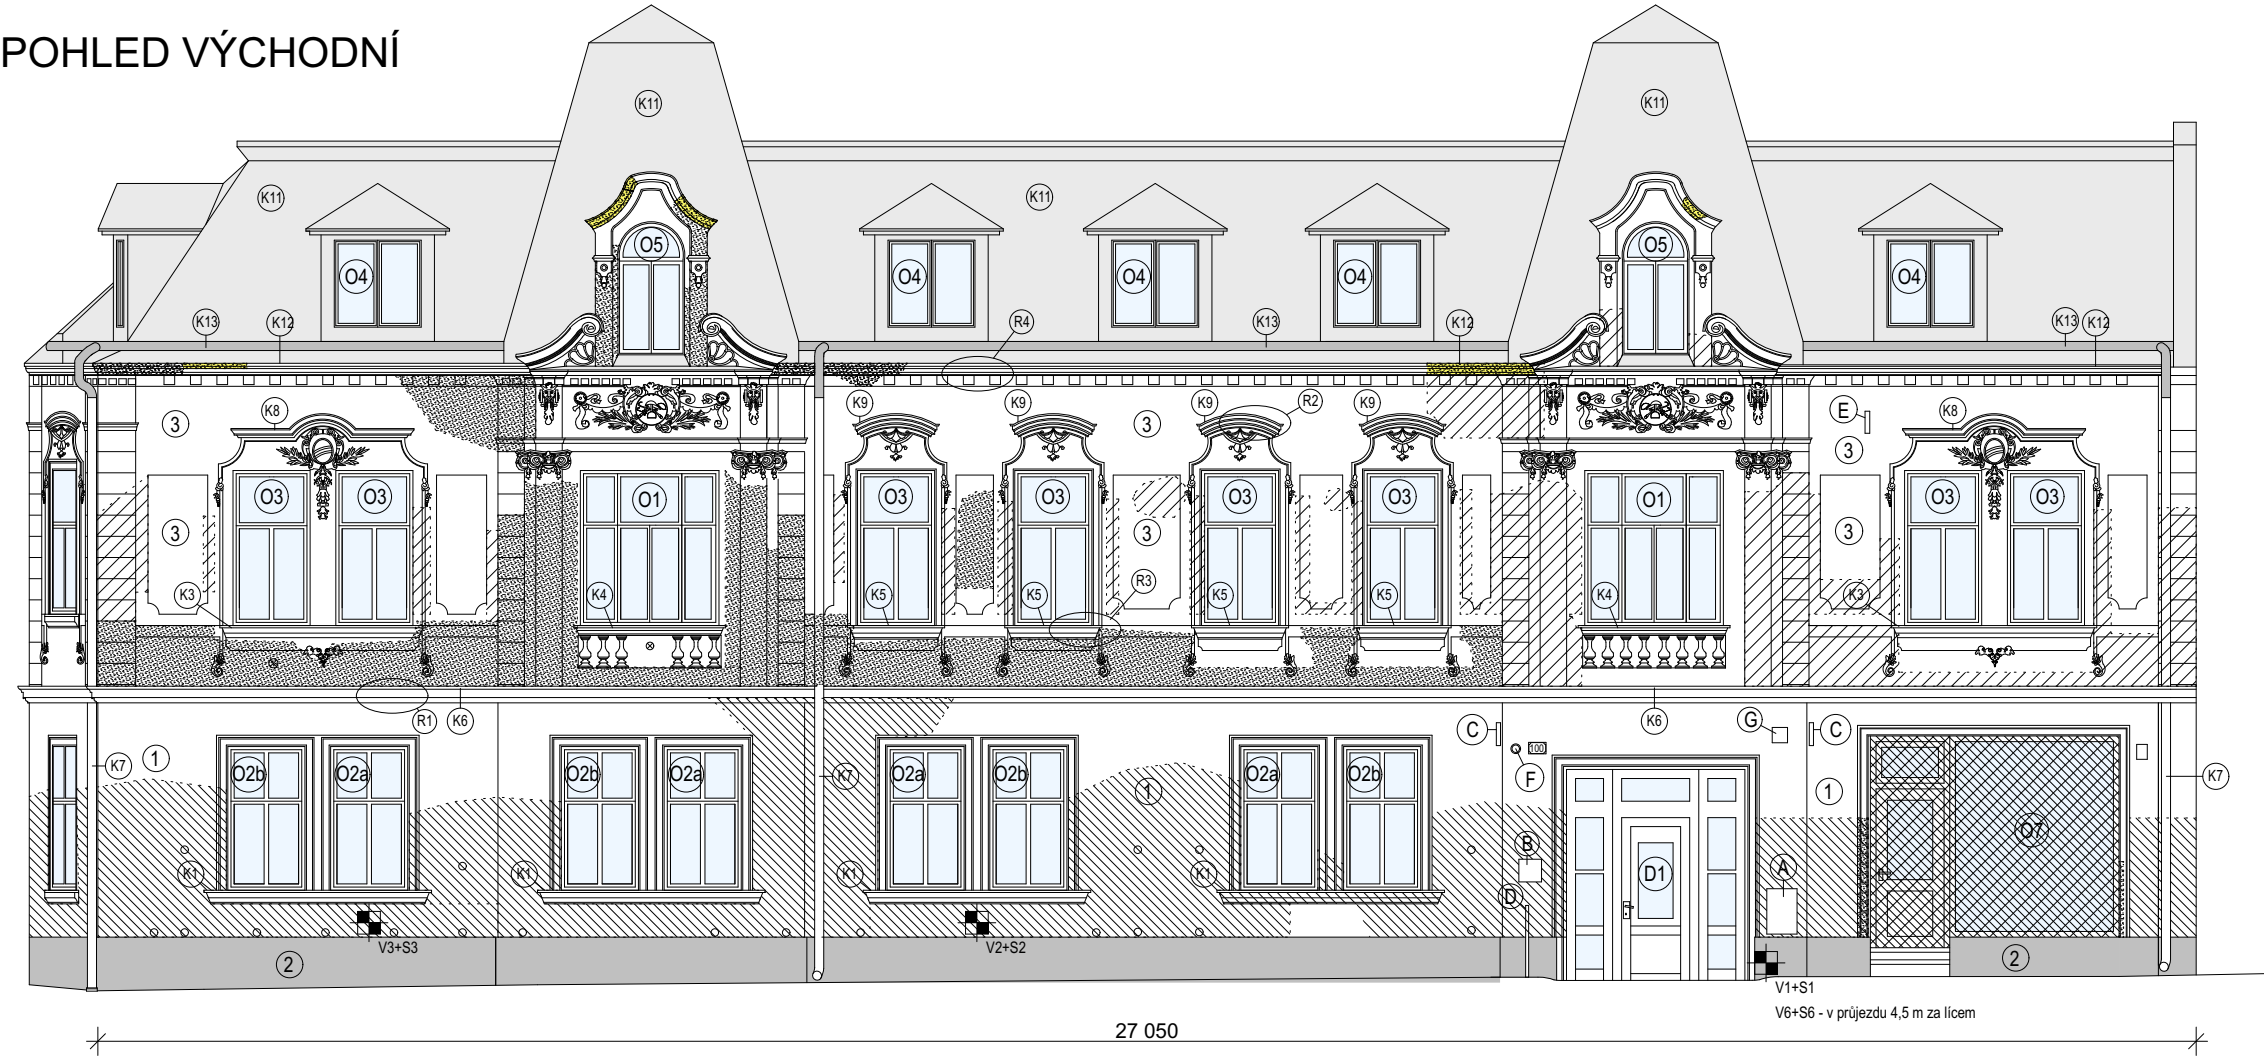 POHLED VÝCHODNÍ
K11 K11
K11 K11
O5 O5
O4 O4 O4 O4 O4
K13 K12 R4 K13 K12 K13 K12
3 K8 K9 K9 3 K9 R2 K9 E K8
3
O3 O3 O1 O3 O3 O3 O3 O1 O3 O3
3 3 3
K3 K4 K5 K5 R3 K5 K5 K4 K3
R1 K6 K6
C G C
100
F
1 K7 K7 1 1 K7
O2b O2a O2b O2a O2a O2b O2a O2b
O7
K1 K1 K1 K1 B D1 A
D
V3+S3 V2+S2
2 2
V1+S1
V6+S6 - v průjezdu 4,5 m za lícem
27 050